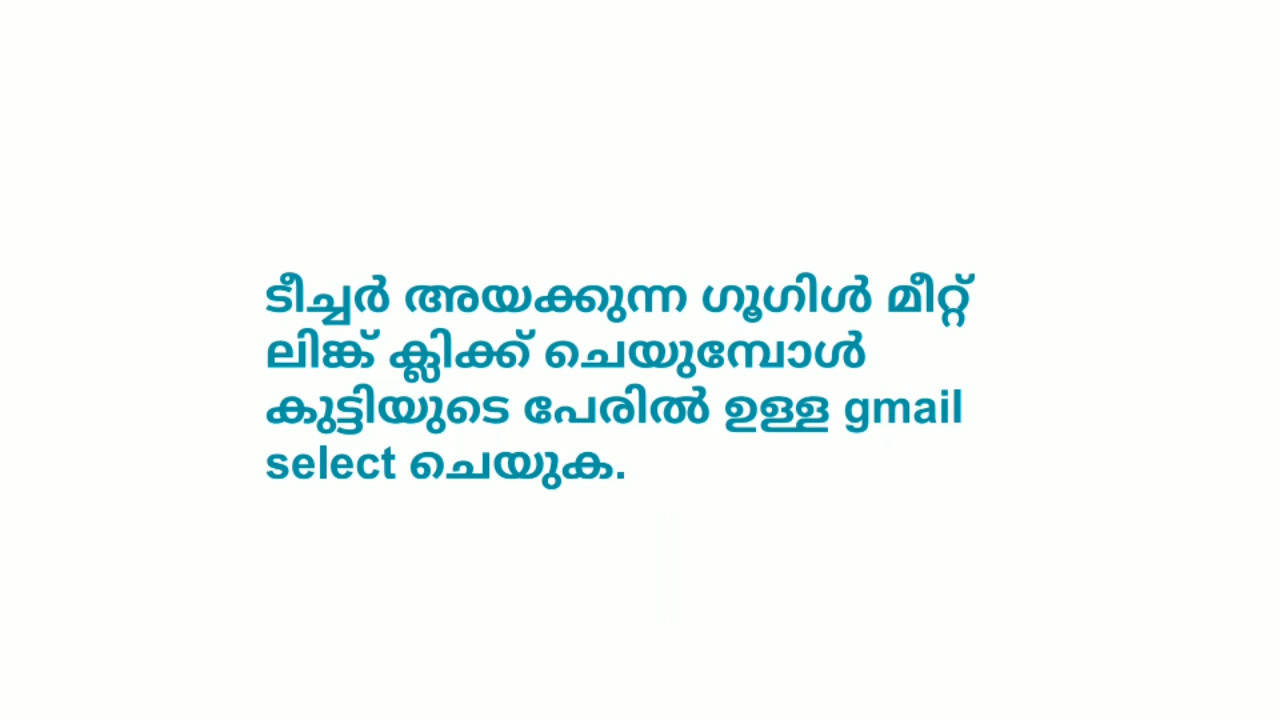 ടീച്ചർ അയക്കുന്ന ഗൂഗിൾ മീറ്റ്
ലിങ്ക് ക്ലിക്ക് ചെയുമ്പോൾ
കുട്ടിയുടെ പേരിൽ ഉള്ള gmail
select ചെയുക.